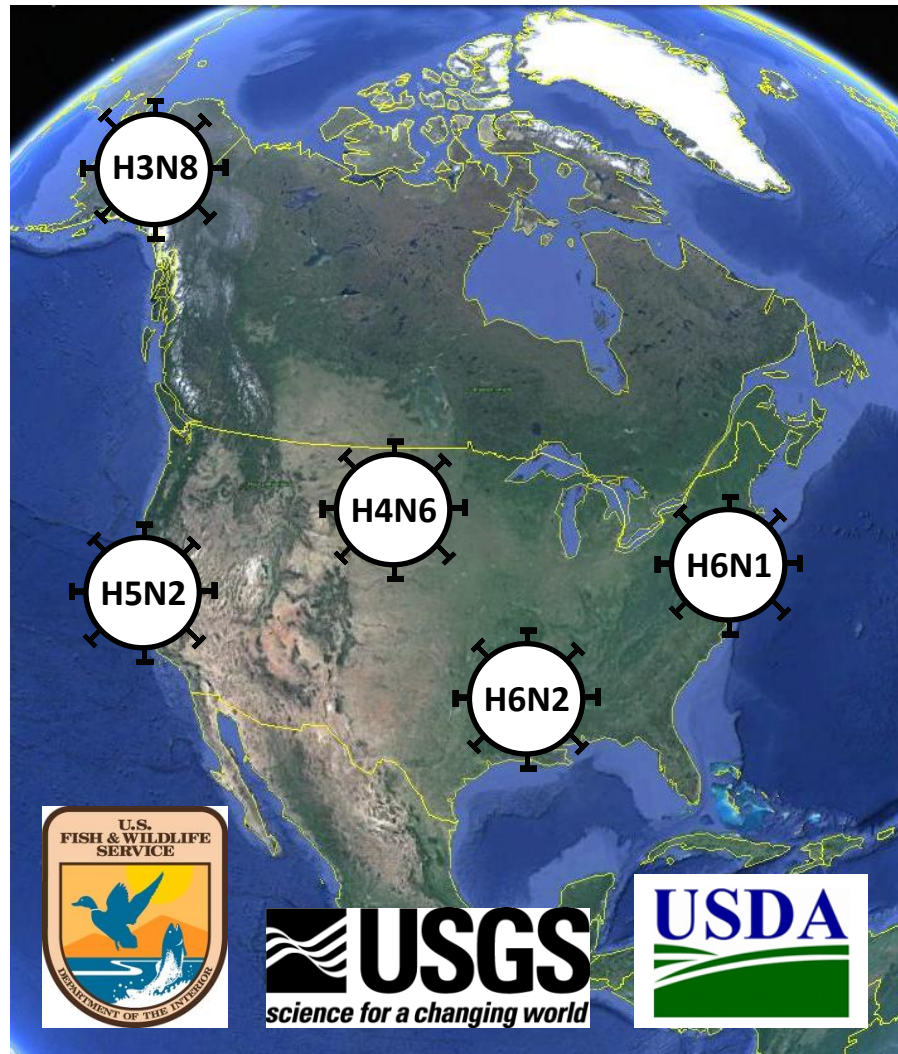 H3N8
H4N6
H5N2
H6N1
H6N2
U.S.
FISH & WILDLIFE
SERVICE
DEPARTMENT OF THE INTERIOR
USGS
science for a changing world
USDA